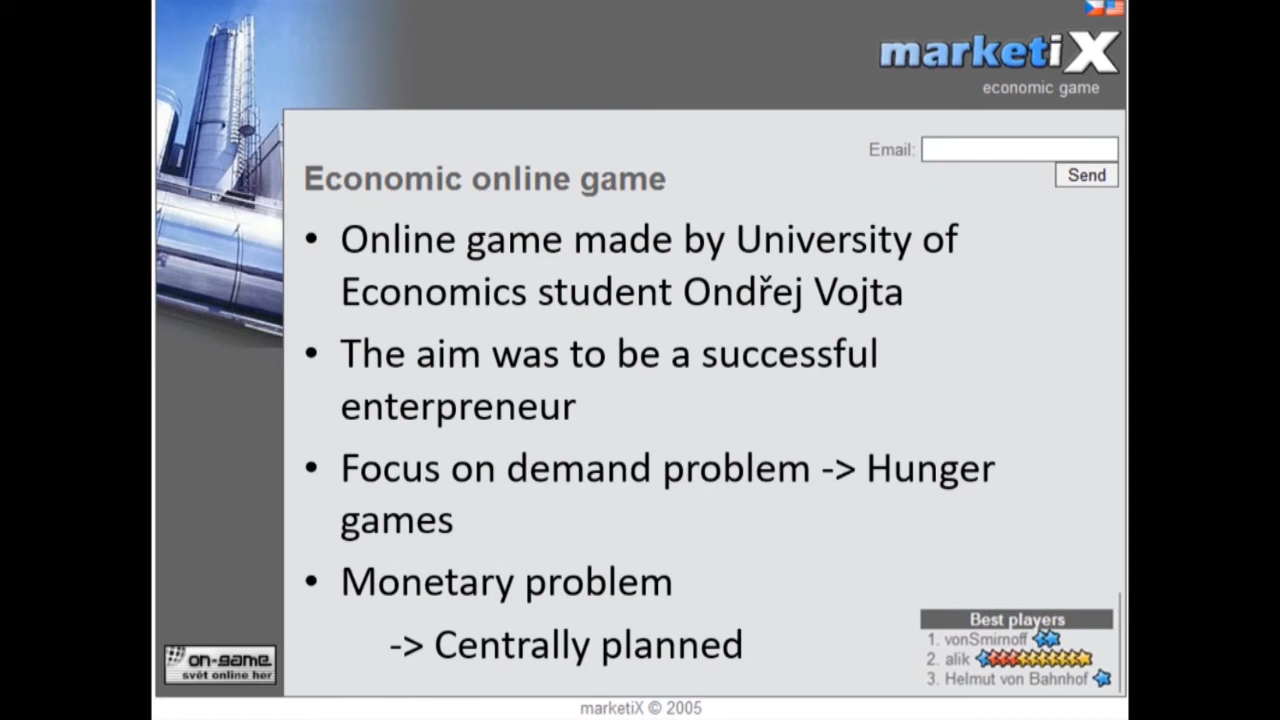 marketiX
economic game
Email:
Send
Economic online game
• Online game made by University of
Economics student Ondřej Vojta
• The aim was to be a successful
enterpreneur
• Focus on demand problem -> Hunger
games
• Monetary problem
-> Centrally planned
Best players
1. vonSmirnoff
2. alik
3. Helmut von Bahnhof
on-game
svět online her
marketiX © 2005